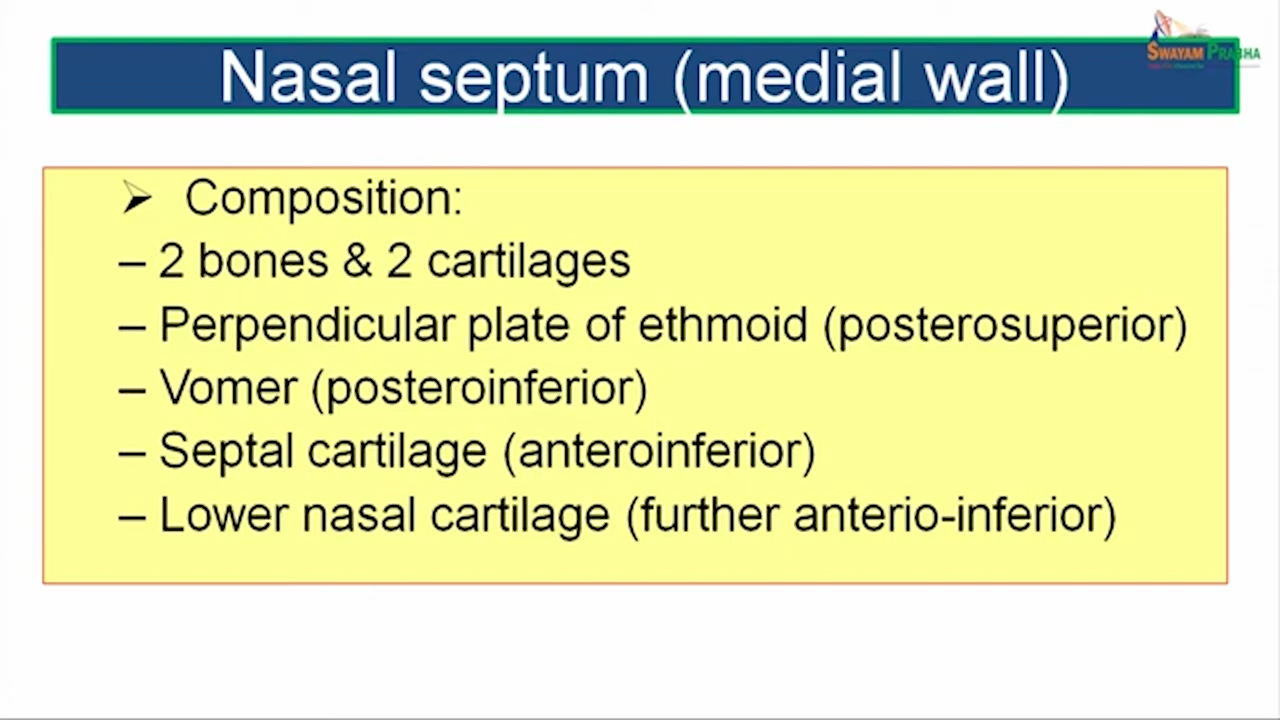 SWAYAM PRABHA
Nasal septum (medial wall)
➢ Composition:
– 2 bones & 2 cartilages
– Perpendicular plate of ethmoid (posterosuperior)
– Vomer (posteroinferior)
– Septal cartilage (anteroinferior)
– Lower nasal cartilage (further anterio-inferior)